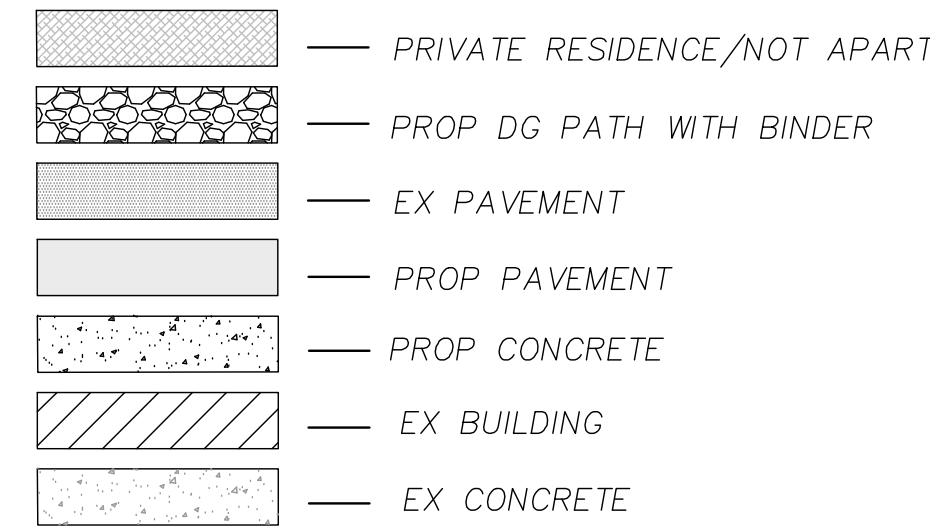 PRIVATE RESIDENCE/NOT APART
PROP DG PATH WITH BINDER
EX PAVEMENT
PROP PAVEMENT
PROP CONCRETE
EX BUILDING
EX CONCRETE